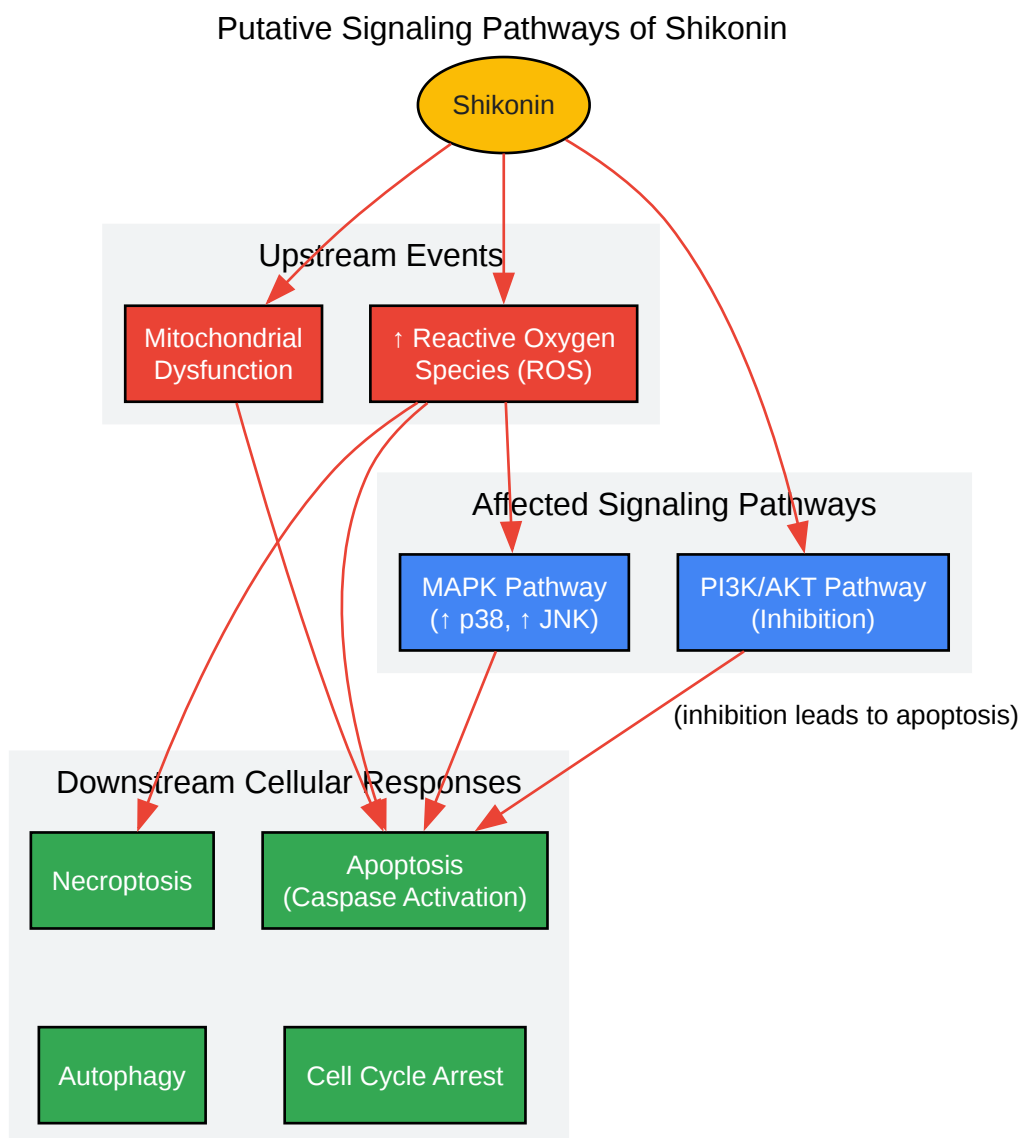 Putative Signaling Pathways of Shikonin
Shikonin
Upstream Events
Mitochondrial
Dysfunction
↑ Reactive Oxygen
Species (ROS)
Affected Signaling Pathways
MAPK Pathway
(↑ p38, ↑ JNK)
PI3K/AKT Pathway
(Inhibition)
(inhibition leads to apoptosis)
Downstream Cellular Responses
Necroptosis
Apoptosis
(Caspase Activation)
Autophagy
Cell Cycle Arrest